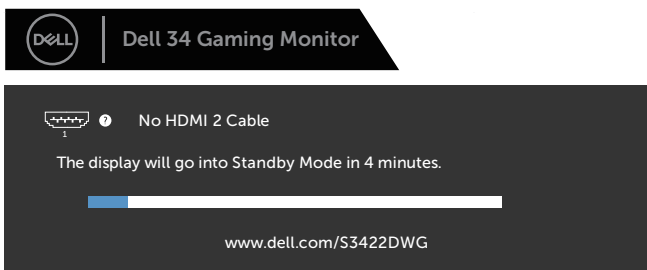 DELL
Dell 34 Gaming Monitor
? No HDMI 2 Cable
1
The display will go into Standby Mode in 4 minutes.
www.dell.com/S3422DWG